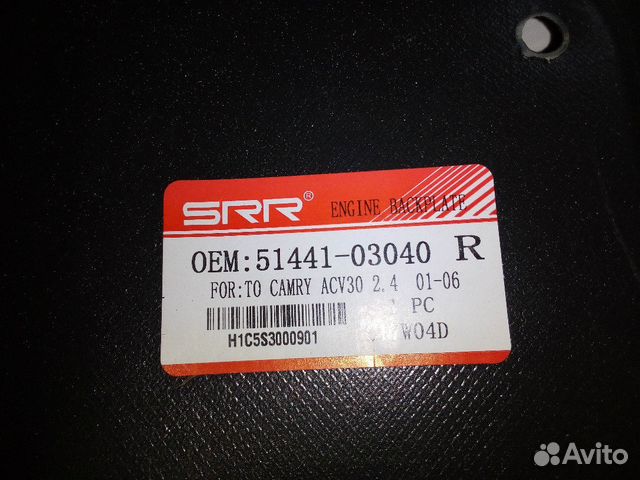 SRR® ENGINE BACKPLATE
OEM:51441-03040 R
FOR:TO CAMRY ACV30 2.4 01-06
PC
H1C5S3000901
W04D
Avito